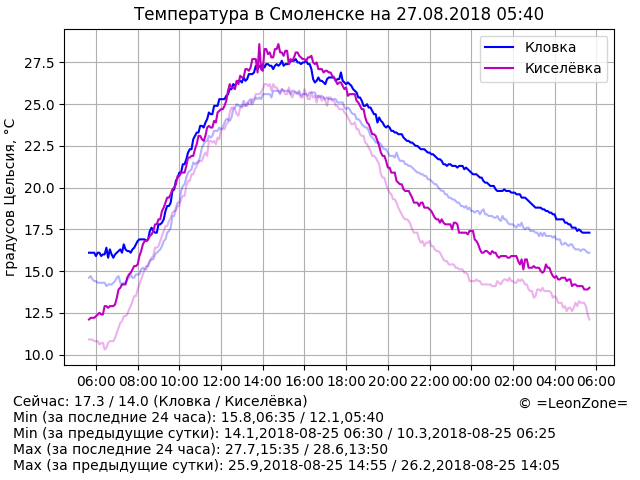 Температура в Смоленске на 27.08.2018 05:40
градусов Цельсия, °C
27.5
25.0
22.5
20.0
17.5
15.0
12.5
10.0
Кловка
Киселёвка
06:00 08:00 10:00 12:00 14:00 16:00 18:00 20:00 22:00 00:00 02:00 04:00 06:00
Сейчас: 17.3 / 14.0 (Кловка / Киселёвка)
© =LeonZone=
Min (за последние 24 часа): 15.8,06:35 / 12.1,05:40
Min (за предыдущие сутки): 14.1,2018-08-25 06:30 / 10.3,2018-08-25 06:25
Max (за последние 24 часа): 27.7,15:35 / 28.6,13:50
Max (за предыдущие сутки): 25.9,2018-08-25 14:55 / 26.2,2018-08-25 14:05